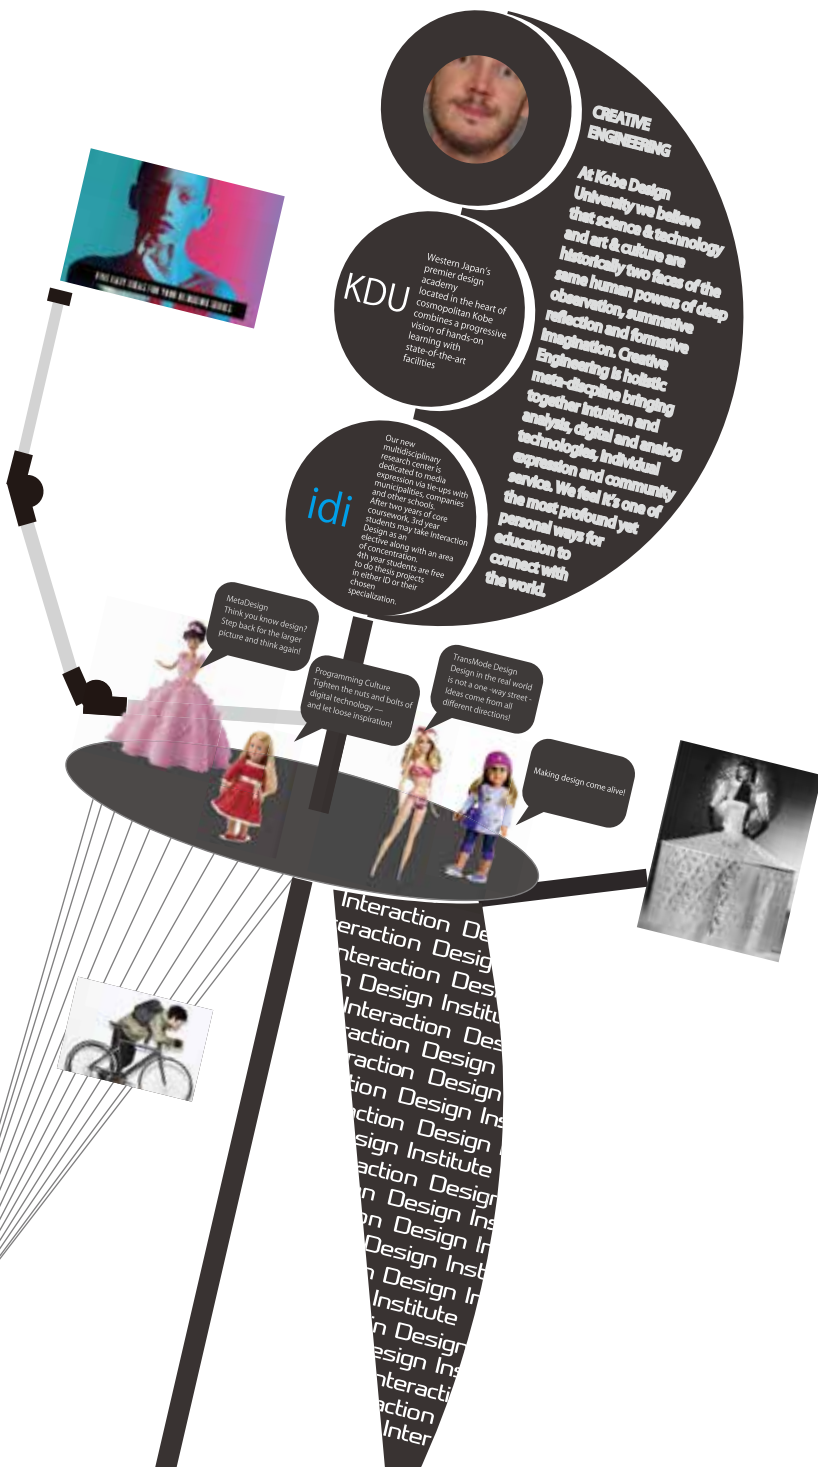 CREATIVE
ENGINEERING
At Kobe Design
University we believe
that science & technology
and art & culture are
historically two faces of the
same human powers of deep
observation, summative
reflection and formative
imagination. Creative
Engineering is holistic
meta-discpline bringing
together intuition and
analysis, digital and analog
technologies, individual
expression and community
service. We feel it's one of
the most profound yet
personal ways for
education to
connect with
the world.
KDU
Western Japan's
premier design
academy
located in the heart of
cosmopolitan Kobe
combines a progressive
vision of hands-on
learning with
state-of-the-art
facilities
idi
Our new
multidisciplinary
research center is
dedicated to media
expression via tie-ups with
municipalities, companies
and other schools.
After two years of core
coursework, 3rd year
students may take Interaction
Design as an
elective along with an area
of concentration.
4th year students are free
to do thesis projects
in either ID or their
chosen
specialization.
MetaDesign
Think you know design?
Step back for the larger
picture and think again!
Programming Culture
Tighten the nuts and bolts of
digital technology —
and let loose inspiration!
TransMode Design
Design in the real world
is not a one -way street -
Ideas come from all
different directions!
Making design come alive!
Interaction De
eraction Desig
nteraction Des
n Design Institu
Interaction Des
raction Design
raction Design
tion Design Ins
action Design I
sign Institute
action Design
n Design Ins
on Design In
Design Inst
n Design In
Institute
in Design
esign Ins
nteracti
action
Inter